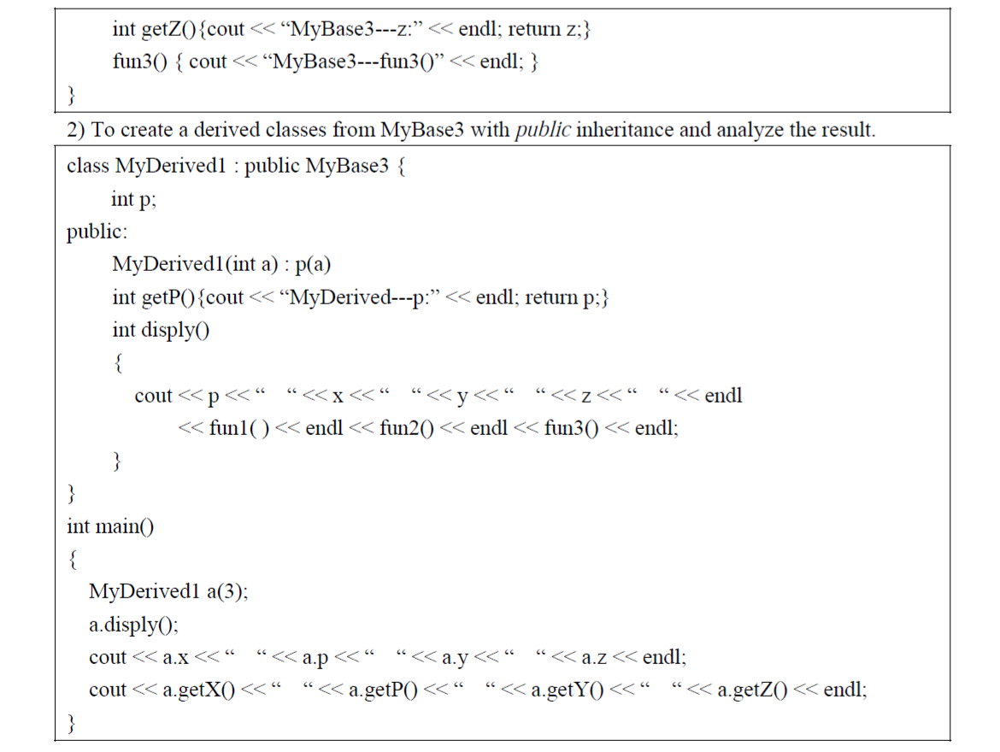 int getZ(){cout << “MyBase3---z:” << endl; return z;}
fun3() { cout << “MyBase3---fun3()” << endl; }
}
2) To create a derived classes from MyBase3 with public inheritance and analyze the result.
class MyDerived1 : public MyBase3 {
int p;
public:
MyDerived1(int a) : p(a)
int getP(){cout << “MyDerived---p:” << endl; return p;}
int disply()
{
cout << p << “ “ << x << “ “ << y << “ “ << z << “ “ << endl
<< fun1( ) << endl << fun2() << endl << fun3() << endl;
}
}
int main()
{
MyDerived1 a(3);
a.disply();
cout << a.x << “ “ << a.p << “ “ << a.y << “ “ << a.z << endl;
cout << a.getX() << “ “ << a.getP() << “ “ << a.getY() << “ “ << a.getZ() << endl;
}